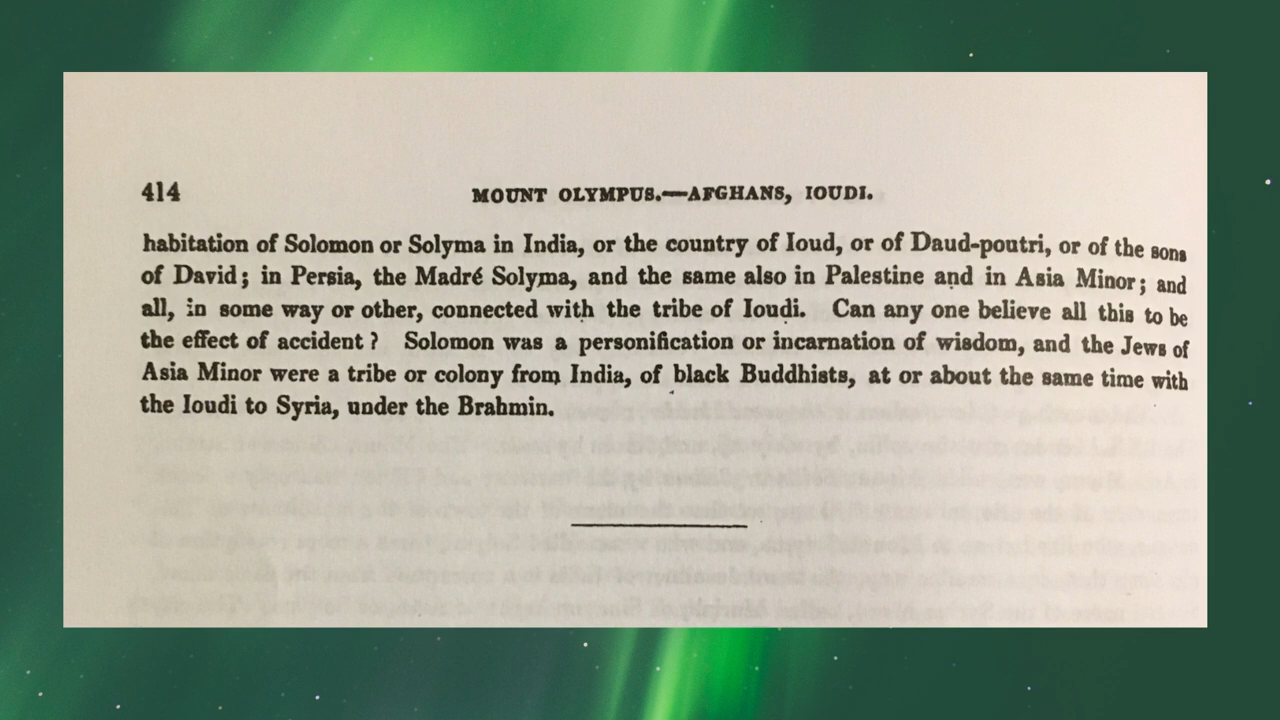 414
MOUNT OLYMPUS.—AFGHANS, IOUDI.
habitation of Solomon or Solyma in India, or the country of Ioud, or of Daud-poutri, or of the sons
of David; in Persia, the Madré Solyma, and the same also in Palestine and in Asia Minor; and
all, in some way or other, connected with the tribe of Ioudi. Can any one believe all this to be
the effect of accident? Solomon was a personification or incarnation of wisdom, and the Jews of
Asia Minor were a tribe or colony from India, of black Buddhists, at or about the same time with
the Ioudi to Syria, under the Brahmin.